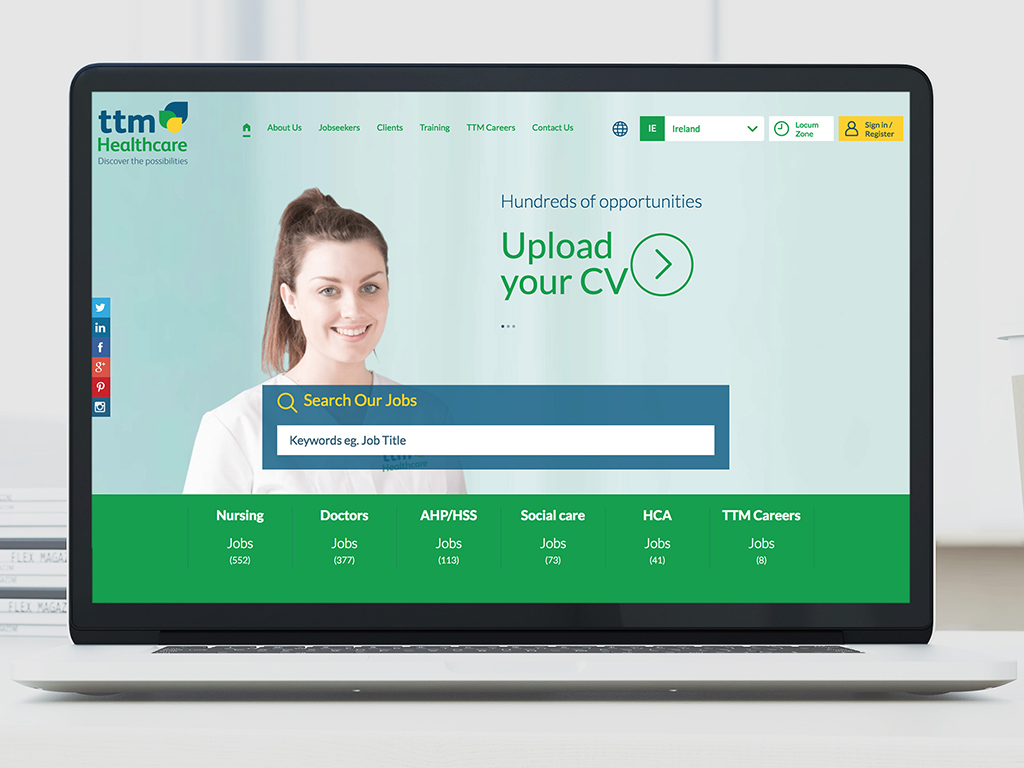 ttm
Healthcare
Discover the possibilities
About Us
Jobseekers
Clients
Training
TTM Careers
Contact Us
IE
Ireland
Locum
Zone
Sign in /
Register
Hundreds of opportunities
Upload
your CV
in
f
g+
Search Our Jobs
Keywords eg. Job Title
ttm
Healthcare
Nursing
Jobs
(552)
Doctors
Jobs
(377)
AHP/HSS
Jobs
(113)
Social care
Jobs
(73)
HCA
Jobs
(41)
TTM Careers
Jobs
(8)
FLEX MAGAZ
FLEX MAGAZ